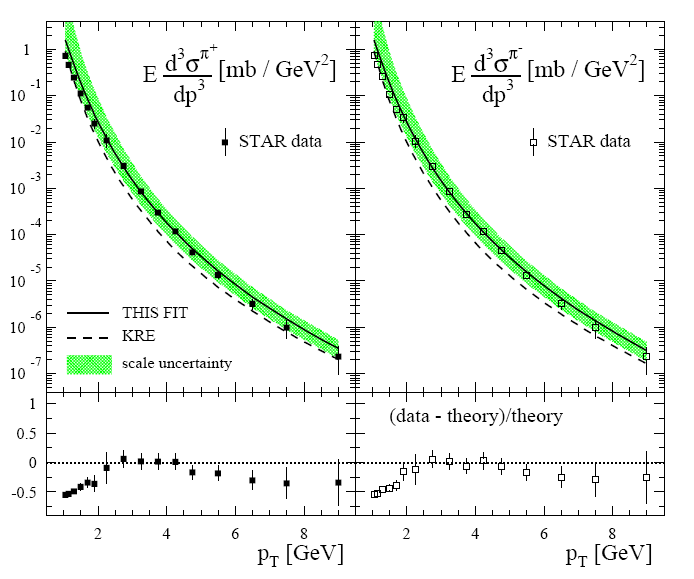 E d³σ^π⁺ / dp³ [mb / GeV²]
E d³σ^π⁻ / dp³ [mb / GeV²]
STAR data
STAR data
1
10⁻¹
10⁻²
10⁻³
10⁻⁴
10⁻⁵
10⁻⁶
10⁻⁷
THIS FIT
KRE
scale uncertainty
(data - theory)/theory
1
0.5
0
-0.5
2 4 6 8 2 4 6 8
p_T [GeV] p_T [GeV]